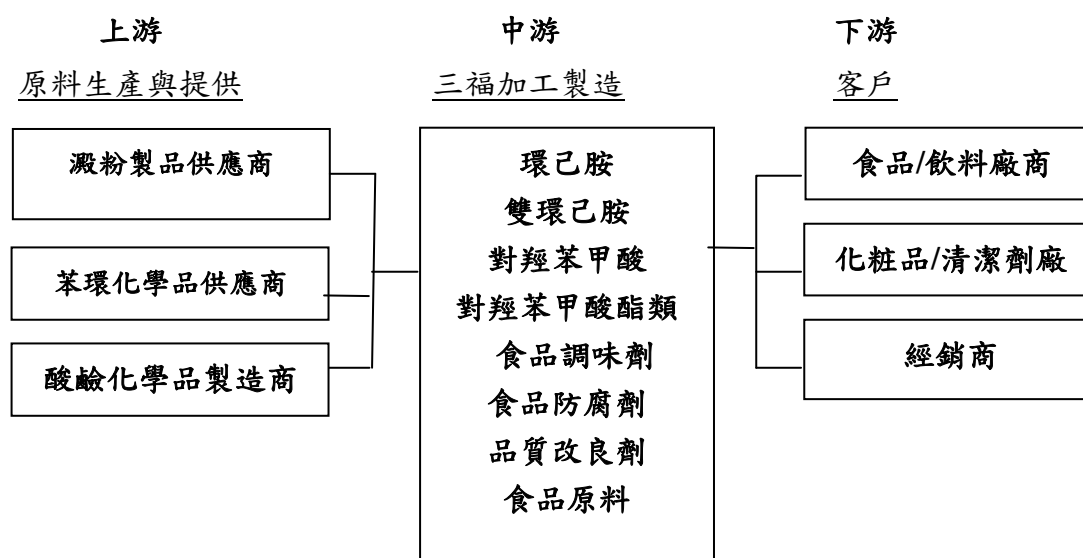 上游
中游
下游
原料生產與提供
三福加工製造
客戶
澱粉製品供應商
苯環化學品供應商
酸鹼化學品製造商
環己胺
雙環己胺
對羥苯甲酸
對羥苯甲酸酯類
食品調味劑
食品防腐劑
品質改良劑
食品原料
食品/飲料廠商
化粧品/清潔劑廠
經銷商